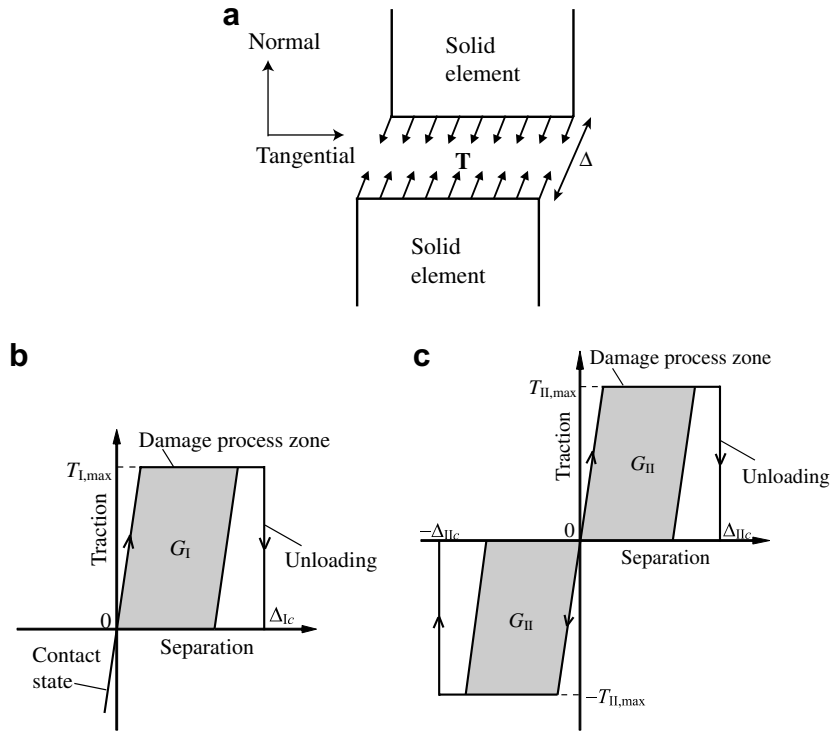 a
Normal
Tangential
Solid
element
T
Δ
Solid
element
b
Damage process zone
T_I,max
Traction
G_I
Unloading
0
Δ_Ic
Separation
Contact
state
c
Damage process zone
T_II,max
Traction
G_II
Unloading
−Δ_IIc
0
Δ_IIc
Separation
G_II
−T_II,max